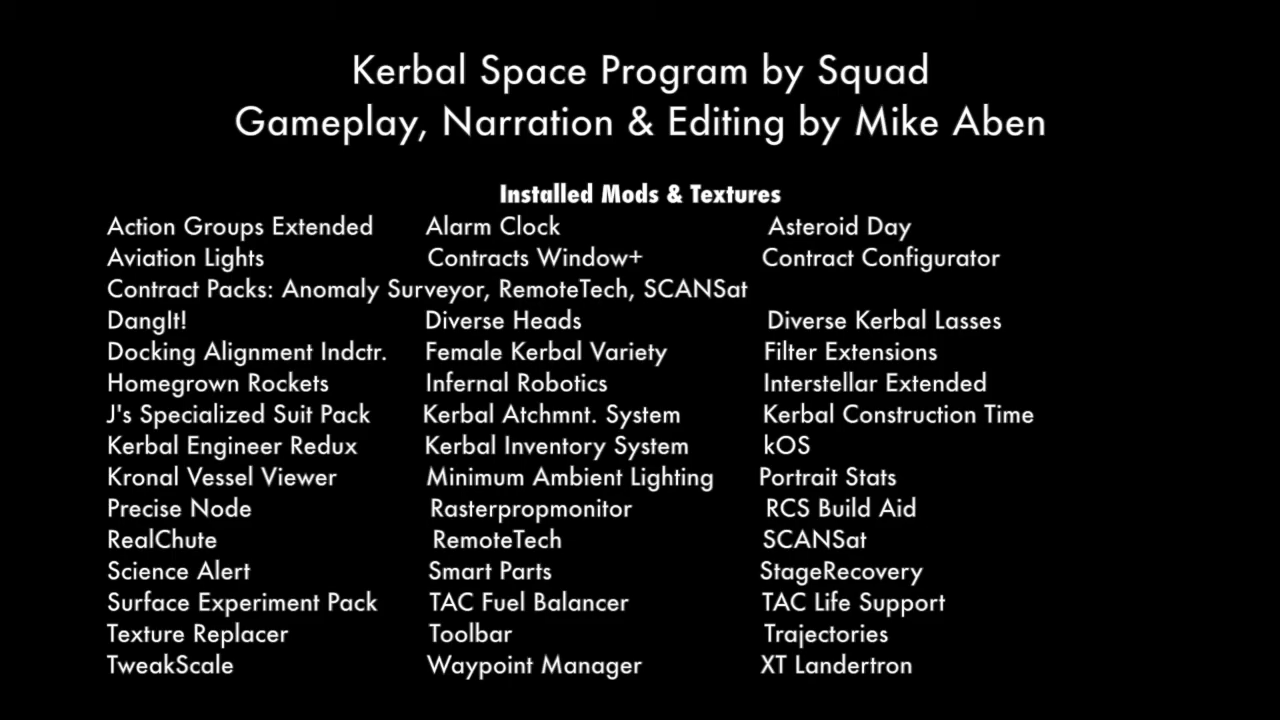 Kerbal Space Program by Squad
Gameplay, Narration & Editing by Mike Aben
Installed Mods & Textures
Action Groups Extended Alarm Clock Asteroid Day
Aviation Lights Contracts Window+ Contract Configurator
Contract Packs: Anomaly Surveyor, RemoteTech, SCANSat
DangIt! Diverse Heads Diverse Kerbal Lasses
Docking Alignment Indctr. Female Kerbal Variety Filter Extensions
Homegrown Rockets Infernal Robotics Interstellar Extended
J's Specialized Suit Pack Kerbal Atchmnt. System Kerbal Construction Time
Kerbal Engineer Redux Kerbal Inventory System kOS
Kronal Vessel Viewer Minimum Ambient Lighting Portrait Stats
Precise Node Rasterpropmonitor RCS Build Aid
RealChute RemoteTech SCANSat
Science Alert Smart Parts StageRecovery
Surface Experiment Pack TAC Fuel Balancer TAC Life Support
Texture Replacer Toolbar Trajectories
TweakScale Waypoint Manager XT Landertron